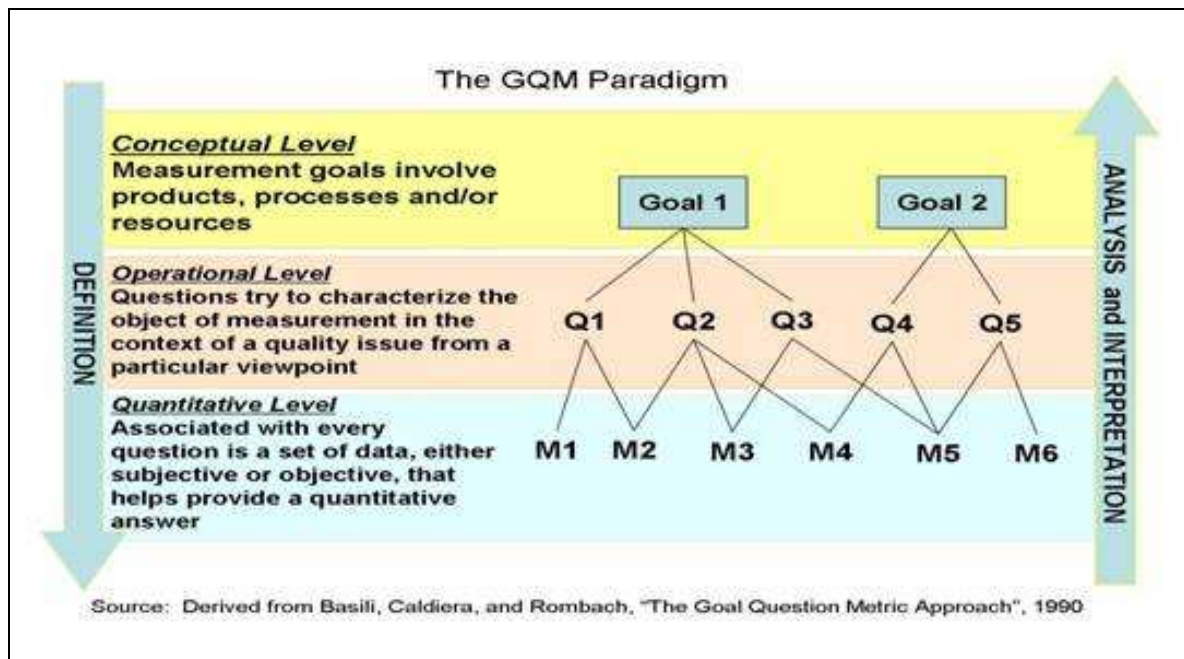 The GQM Paradigm
DEFINITION
Conceptual Level
Measurement goals involve
products, processes and/or
resources
Goal 1
Goal 2
Operational Level
Questions try to characterize the
object of measurement in the
context of a quality issue from a
particular viewpoint
Q1
Q2
Q3
Q4
Q5
Quantitative Level
Associated with every
question is a set of data, either
subjective or objective, that
helps provide a quantitative
answer
M1
M2
M3
M4
M5
M6
ANALYSIS and INTERPRETATION
Source: Derived from Basili, Caldiera, and Rombach, "The Goal Question Metric Approach", 1990